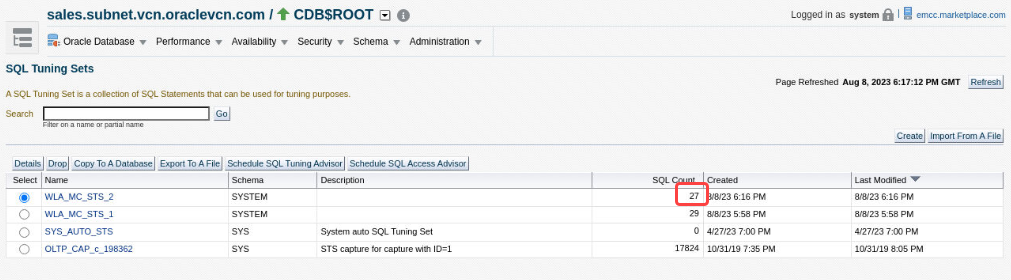 sales.subnet.vcn.oraclevcn.com / CDB$ROOT
Logged in as system | emcc.marketplace.com
Oracle Database Performance Availability Security Schema Administration
SQL Tuning Sets
Page Refreshed Aug 8, 2023 6:17:12 PM GMT Refresh
A SQL Tuning Set is a collection of SQL Statements that can be used for tuning purposes.
Search Go
Filter on a name or partial name
Create Import From A File
Details Drop Copy To A Database Export To A File Schedule SQL Tuning Advisor Schedule SQL Access Advisor
Select Name Schema Description SQL Count Created Last Modified
WLA_MC_STS_2 SYSTEM 27 8/8/23 6:16 PM 8/8/23 6:16 PM
WLA_MC_STS_1 SYSTEM 29 8/8/23 5:58 PM 8/8/23 5:58 PM
SYS_AUTO_STS SYS System auto SQL Tuning Set 0 4/27/23 7:00 PM 4/27/23 7:00 PM
OLTP_CAP_c_198362 SYS STS capture for capture with ID=1 17824 10/31/19 7:35 PM 10/31/19 8:05 PM